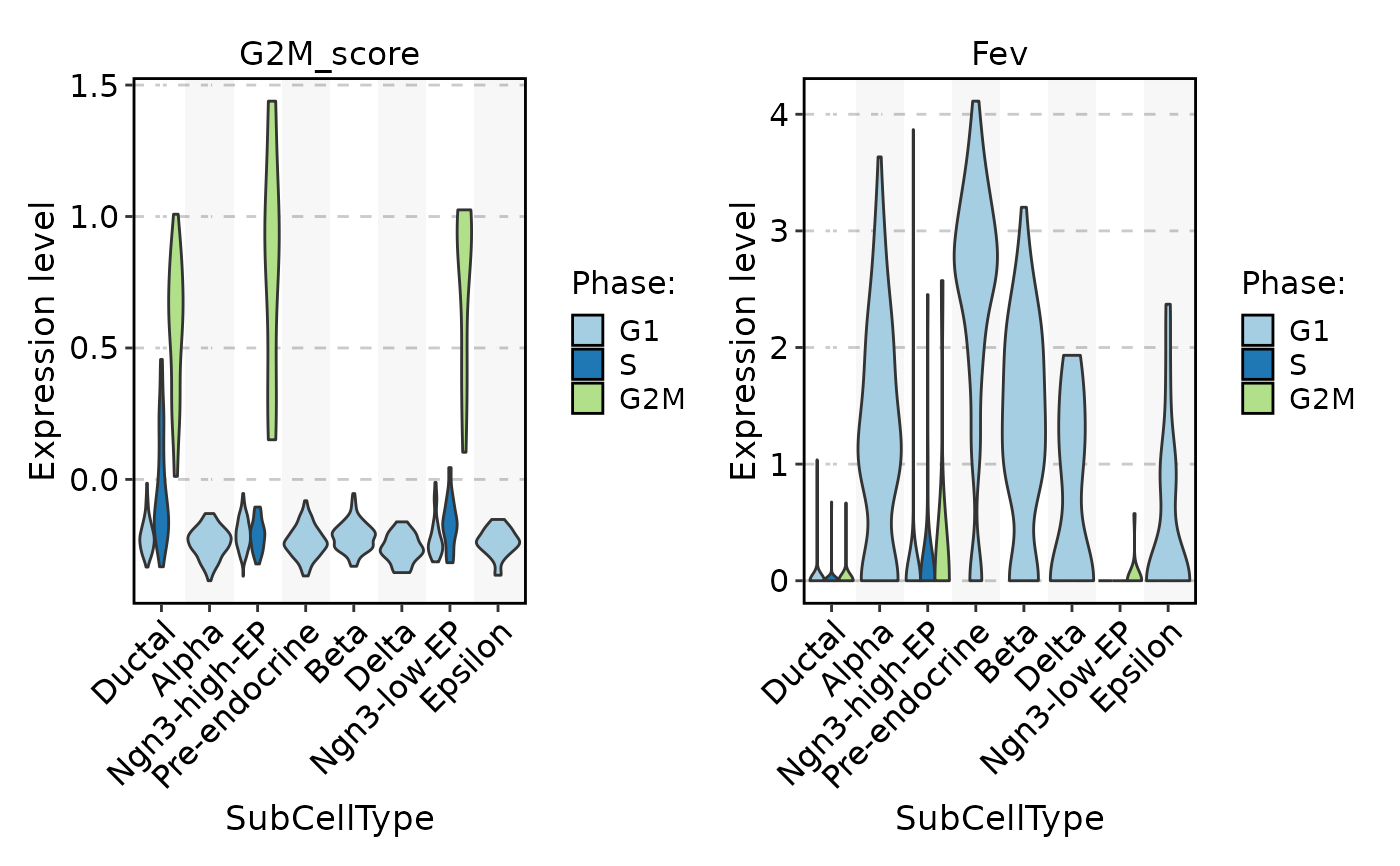 G2M_score
Expression level
1.5
1.0
0.5
0.0
Ductal
Alpha
Ngn3-high-EP
Pre-endocrine
Beta
Delta
Ngn3-low-EP
Epsilon
SubCellType
Phase:
G1
S
G2M
Fev
Expression level
4
3
2
1
0
Ductal
Alpha
Ngn3-high-EP
Pre-endocrine
Beta
Delta
Ngn3-low-EP
Epsilon
SubCellType
Phase:
G1
S
G2M